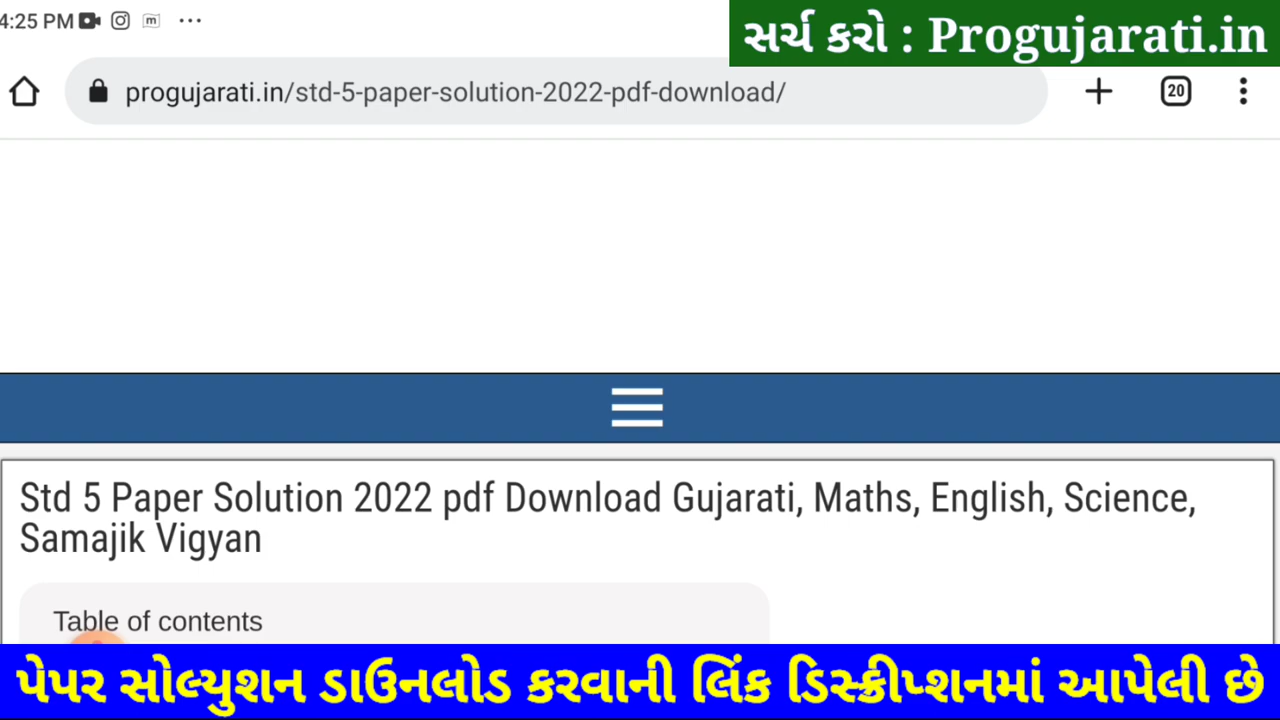 4:25 PM m ...
સર્ચ કરો : Progujarati.in
progujarati.in/std-5-paper-solution-2022-pdf-download/ 20
Std 5 Paper Solution 2022 pdf Download Gujarati, Maths, English, Science,
Samajik Vigyan
Table of contents
પેપર સોલ્યુશન ડાઉનલોડ કરવાની લિંક ડિસ્ક્રીપ્શનમાં આપેલી છે